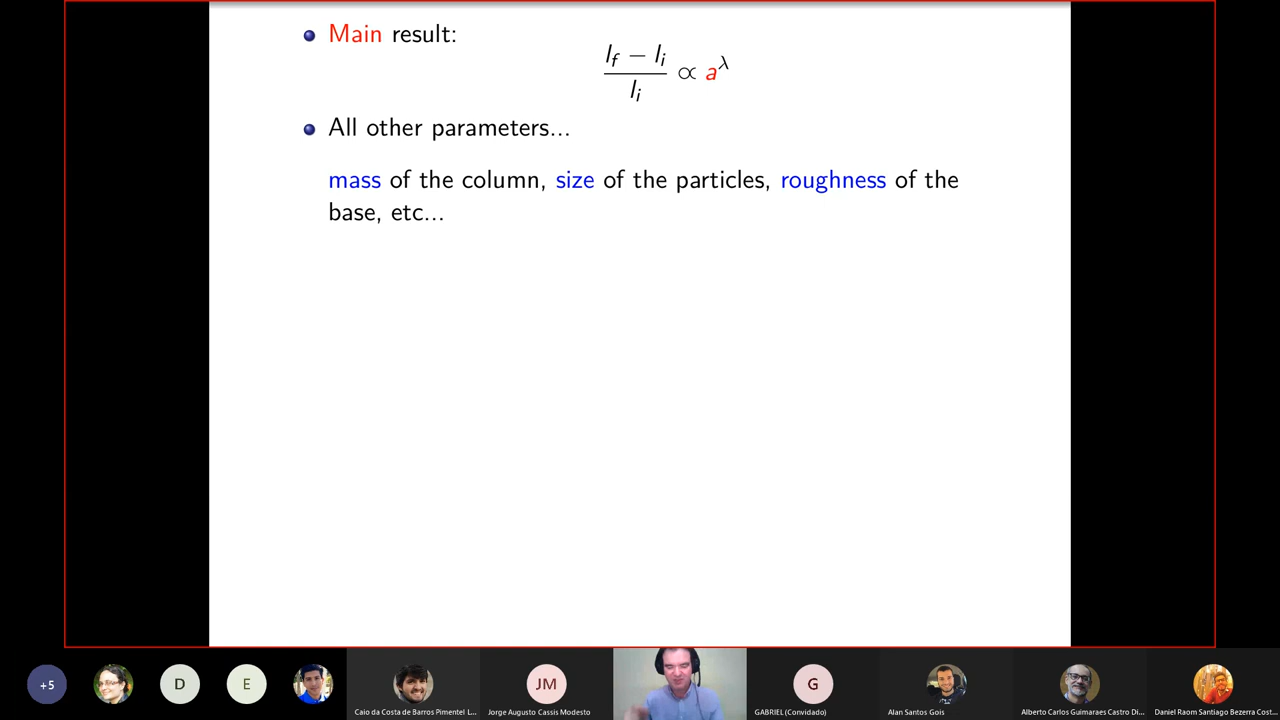 Main result:
l_f − l_i
l_i
∝ a^λ
All other parameters...
mass of the column, size of the particles, roughness of the
base, etc...
+5
D
E
JM
G
Caio da Costa de Barros Pimentel L...
Jorge Augusto Cassis Modesto
GABRIEL (Convidado)
Alan Santos Gois
Alberto Carlos Guimaraes Castro Di...
Daniel Raom Santiago Bezerra Cost...